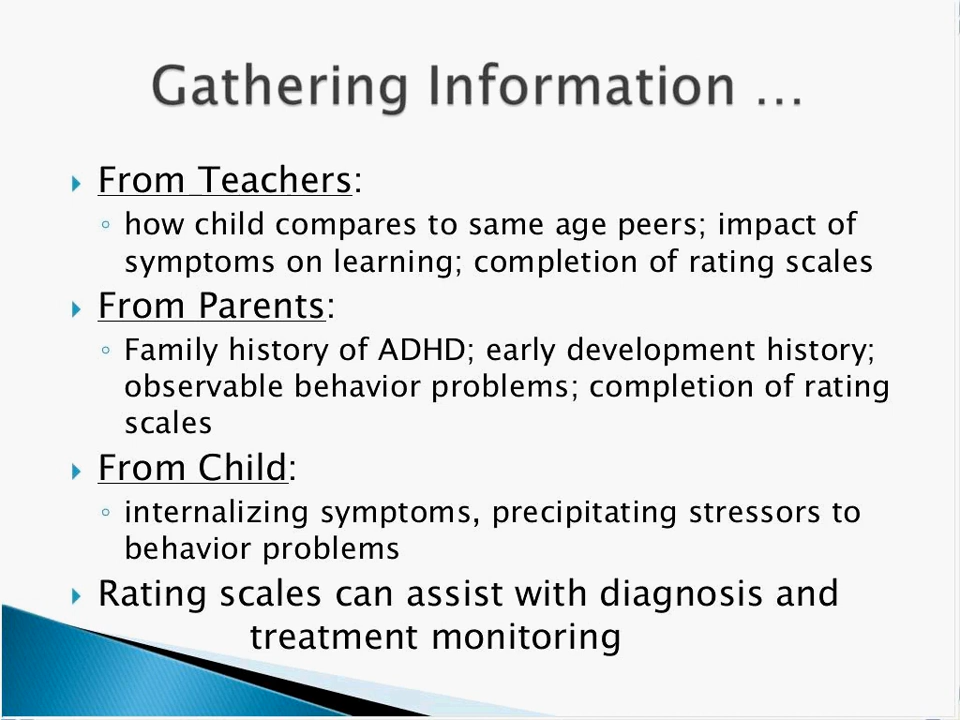 Gathering Information ...
From Teachers:
how child compares to same age peers; impact of
symptoms on learning; completion of rating scales
From Parents:
Family history of ADHD; early development history;
observable behavior problems; completion of rating
scales
From Child:
internalizing symptoms, precipitating stressors to
behavior problems
Rating scales can assist with diagnosis and
treatment monitoring